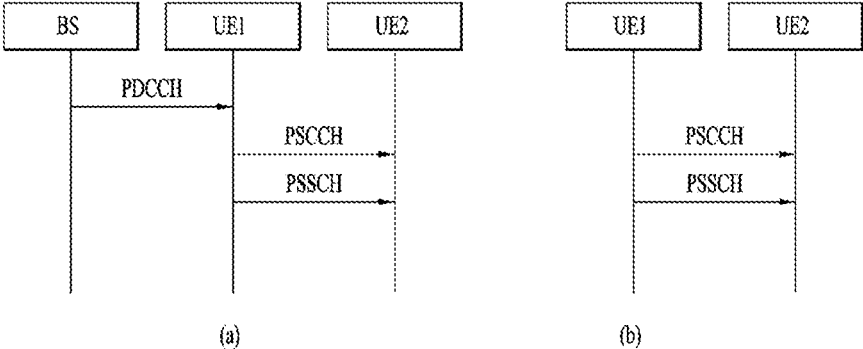 BS UE1 UE2 UE1 UE2
PDCCH
PSCCH PSCCH
PSSCH PSSCH
(a) (b)